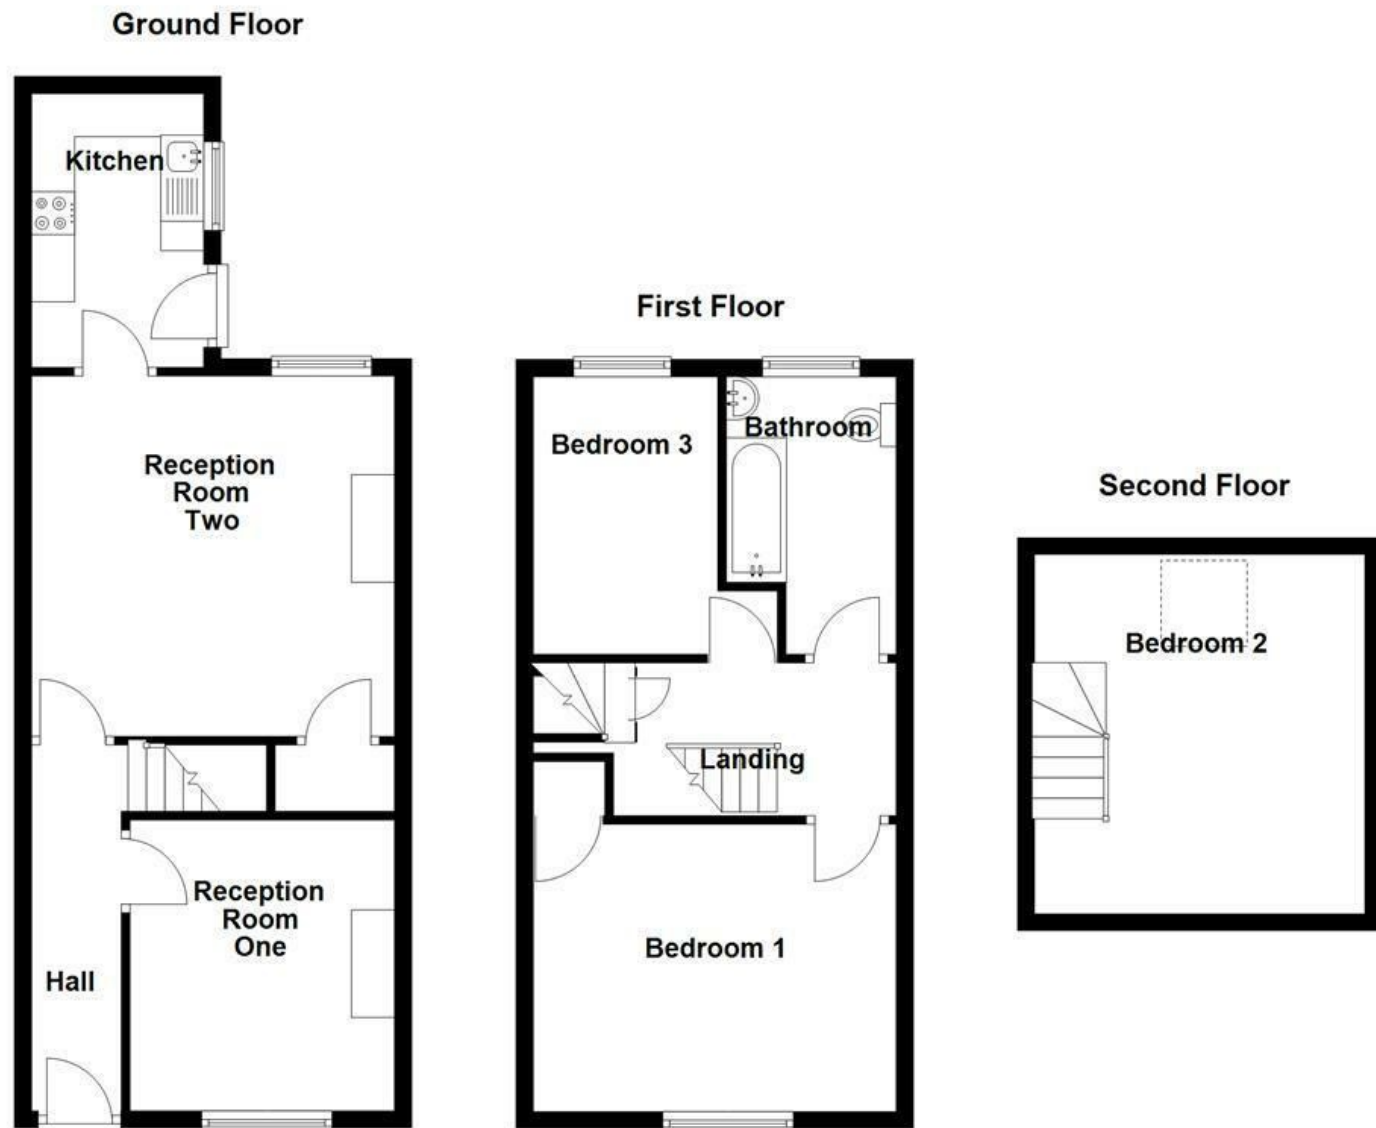 Ground Floor
Kitchen
Reception
Room
Two
Reception
Room
One
Hall
First Floor
Bedroom 3
Bathroom
Landing
Bedroom 1
Second Floor
Bedroom 2